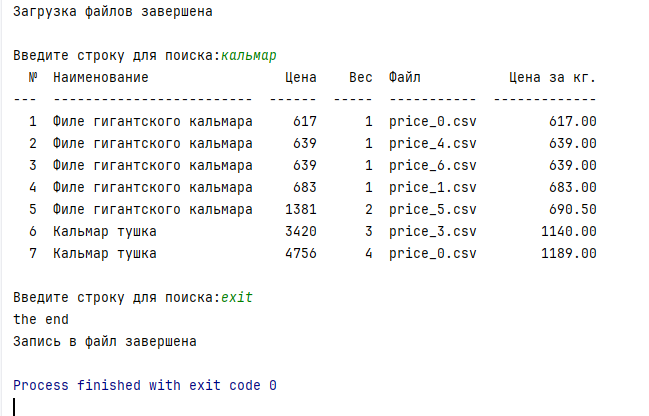 Загрузка файлов завершена
Введите строку для поиска:кальмар
№  Наименование                 Цена    Вес  Файл           Цена за кг.
---  -------------------------  ------  -----  -----------  -------------
1  Филе гигантского кальмара     617      1  price_0.csv         617.00
2  Филе гигантского кальмара     639      1  price_4.csv         639.00
3  Филе гигантского кальмара     639      1  price_6.csv         639.00
4  Филе гигантского кальмара     683      1  price_1.csv         683.00
5  Филе гигантского кальмара    1381      2  price_5.csv         690.50
6  Кальмар тушка                3420      3  price_3.csv        1140.00
7  Кальмар тушка                4756      4  price_0.csv        1189.00
Введите строку для поиска:exit
the end
Запись в файл завершена
Process finished with exit code 0